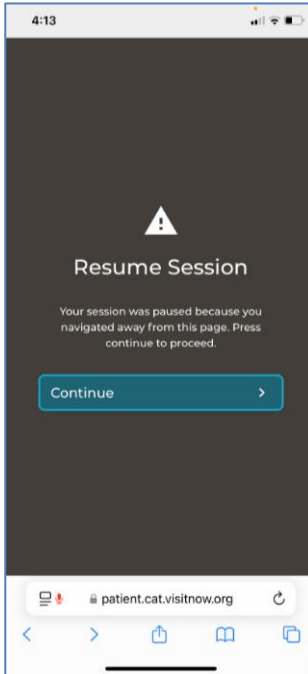 4:13
Resume Session
Your session was paused because you
navigated away from this page. Press
continue to proceed.
Continue
patient.cat.visitnow.org